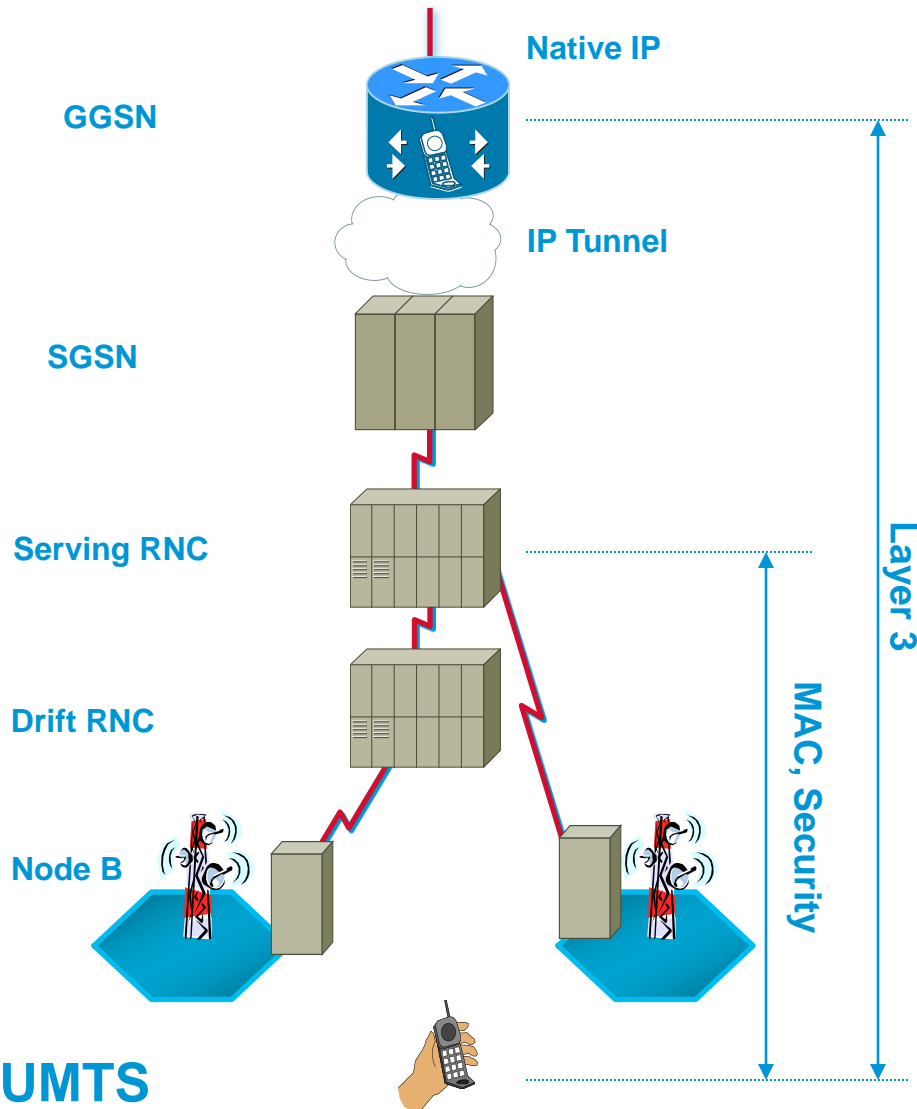 Native IP
GGSN
IP Tunnel
SGSN
Serving RNC
Layer 3
Drift RNC
MAC, Security
Node B
UMTS